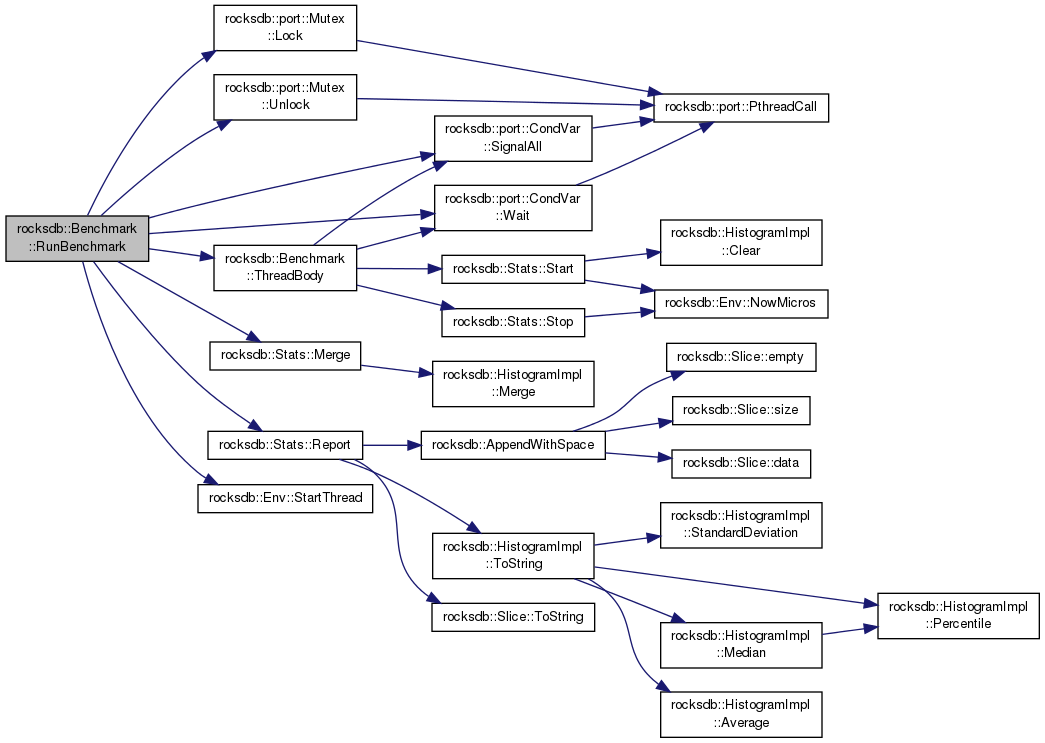 rocksdb::Benchmark
::RunBenchmark
rocksdb::port::Mutex
::Lock
rocksdb::port::Mutex
::Unlock
rocksdb::Benchmark
::ThreadBody
rocksdb::Stats::Merge
rocksdb::Stats::Report
rocksdb::Env::StartThread
rocksdb::port::CondVar
::SignalAll
rocksdb::port::CondVar
::Wait
rocksdb::Stats::Start
rocksdb::Stats::Stop
rocksdb::HistogramImpl
::Merge
rocksdb::AppendWithSpace
rocksdb::HistogramImpl
::ToString
rocksdb::Slice::ToString
rocksdb::port::PthreadCall
rocksdb::HistogramImpl
::Clear
rocksdb::Env::NowMicros
rocksdb::Slice::empty
rocksdb::Slice::size
rocksdb::Slice::data
rocksdb::HistogramImpl
::StandardDeviation
rocksdb::HistogramImpl
::Median
rocksdb::HistogramImpl
::Average
rocksdb::HistogramImpl
::Percentile